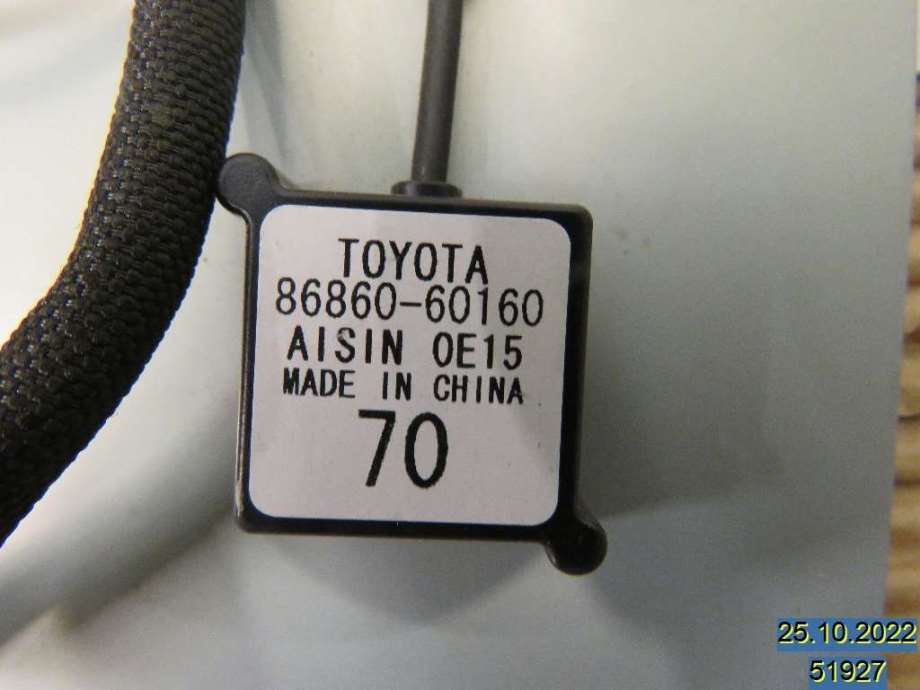 TOYOTA
86860-60160
AISIN 0E15
MADE IN CHINA
70
25.10.2022
51927